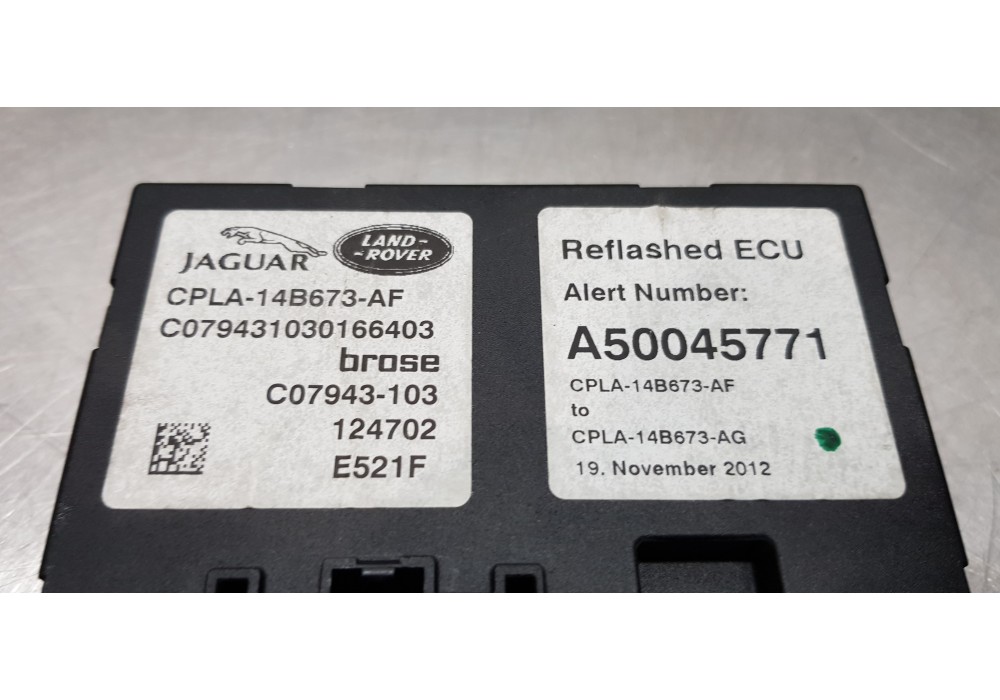 JAGUAR
LAND-
-ROVER
CPLA-14B673-AF
C079431030166403
brose
C07943-103
124702
E521F
Reflashed ECU
Alert Number:
A50045771
CPLA-14B673-AF
to
CPLA-14B673-AG
19. November 2012